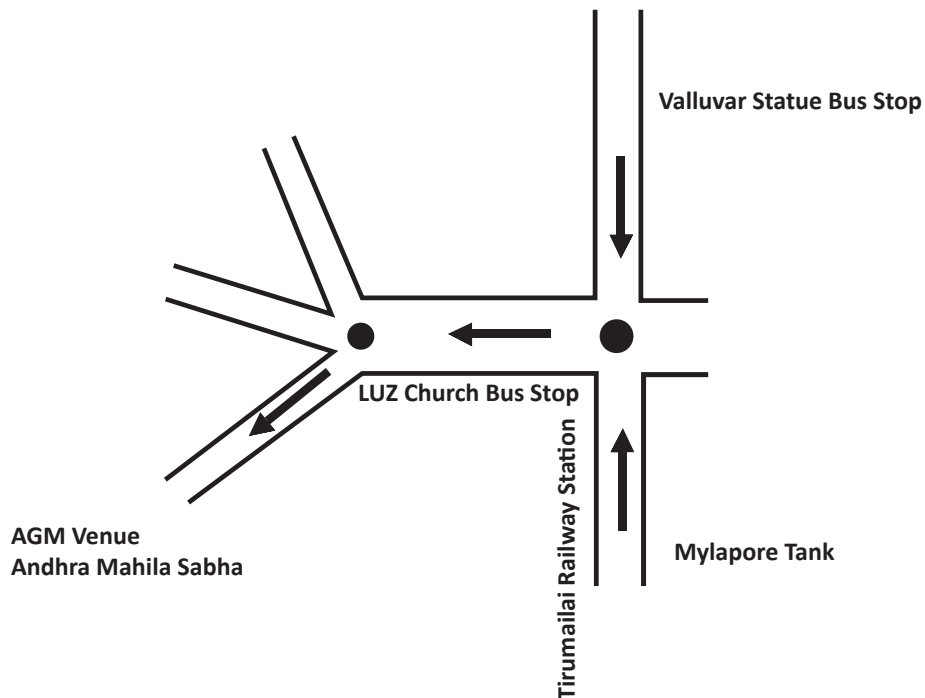 Valluvar Statue Bus Stop
LUZ Church Bus Stop
Tirumailai Railway Station
Mylapore Tank
AGM Venue
Andhra Mahila Sabha